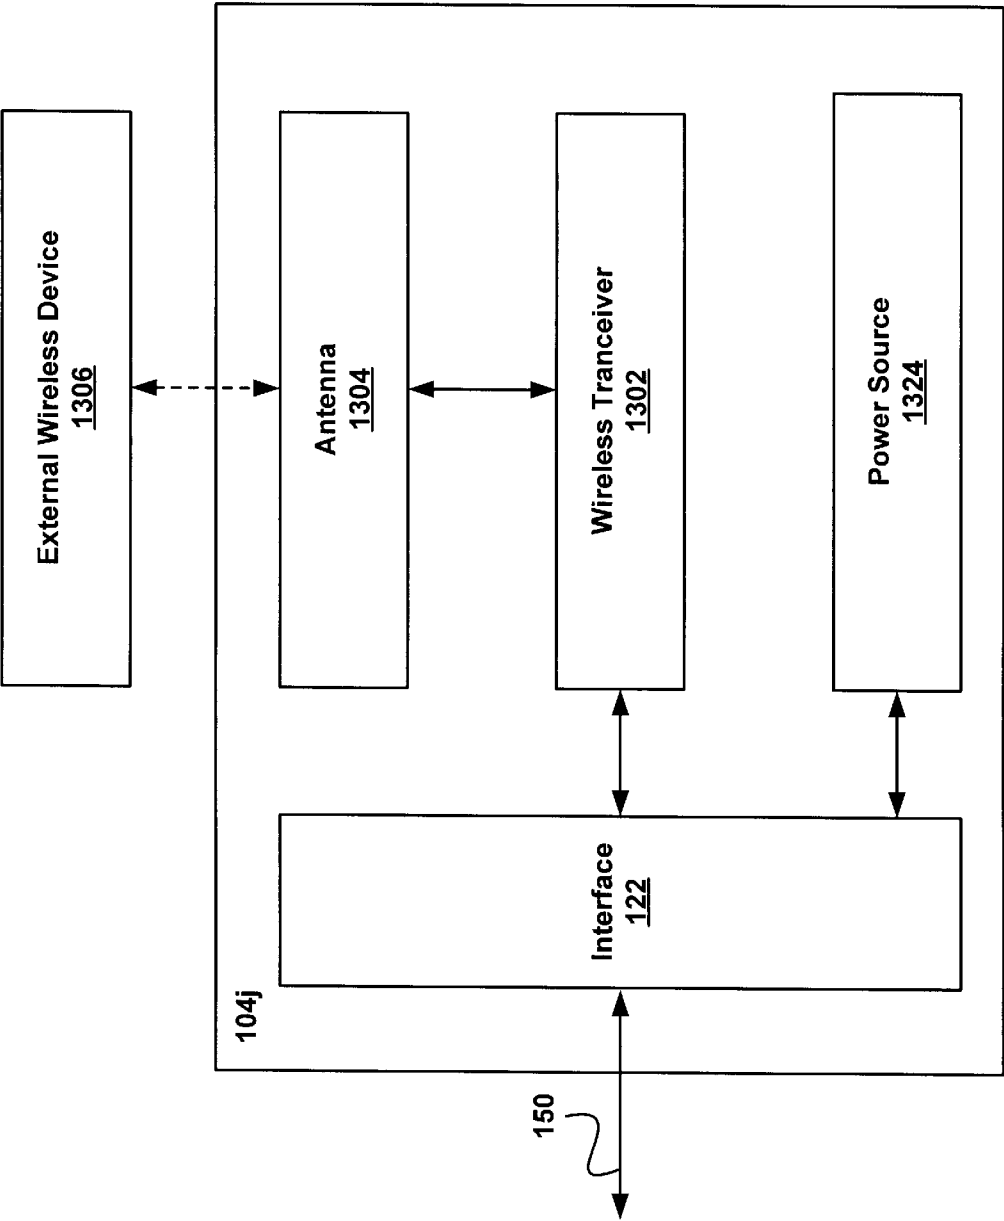 External Wireless Device
1306
104j
Antenna
1304
Interface
122
Wireless Tranceiver
1302
150
Power Source
1324